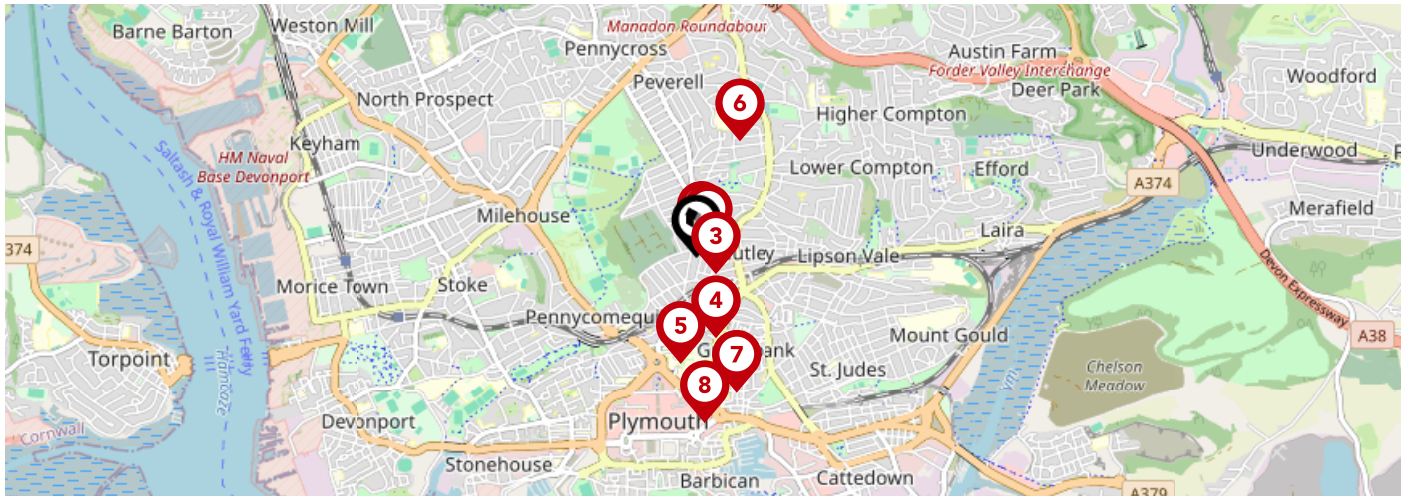 Barne Barton
Weston Mill
Manadon Roundabout
Pennycross
Austin Farm
Forder Valley Interchange
Woodford
Peverell
Deer Park
North Prospect
6
Higher Compton
Keyham
HM Naval
Base Devonport
Saltash & Royal William Yard Ferry
Lower Compton
Efford
Underwood
A374
Milehouse
Merafield
374
3
Laira
utley
Lipson Vale
Devon Expressway
Morice Town
Stoke
4
Pennycomequ
5
Mount Gould
A38
Torpoint
Hamoaze
G
ank
7
St. Judes
Chelson
Meadow
8
Devonport
Plymouth
Cornwall
Stonehouse
Barbican
Cattedown
A379